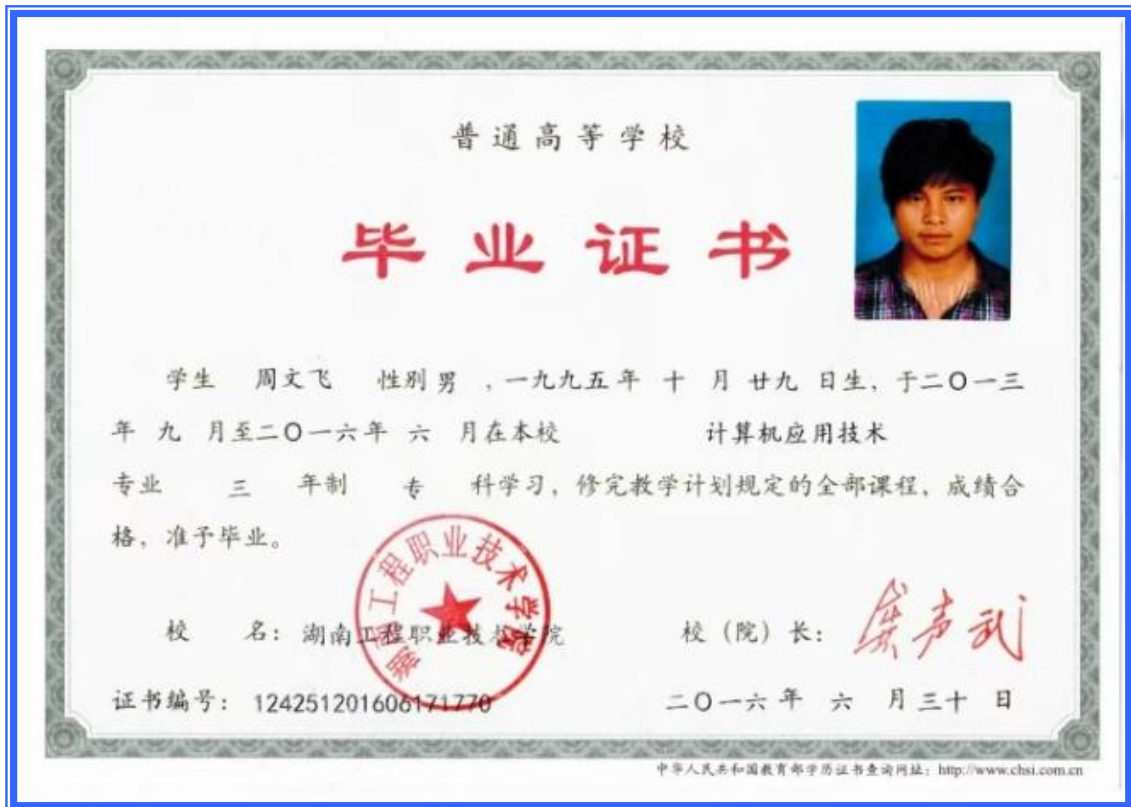 普通高等学校
毕业证书
学生 周文飞 性别 男 ，一九九五 年 十 月 廿九 日生，于二〇一三
年 九 月至二〇一六年 六 月在本校 计算机应用技术
专业 三 年制 专 科学习，修完教学计划规定的全部课程，成绩合
格，准予毕业。
湖南工程职业技术学院
校 名：湖南工程职业技术学院 校（院）长：
证书编号：124251201606171770 二〇一六 年 六 月 三十 日
中华人民共和国教育部学历证书查询网址：http://www.chsi.com.cn